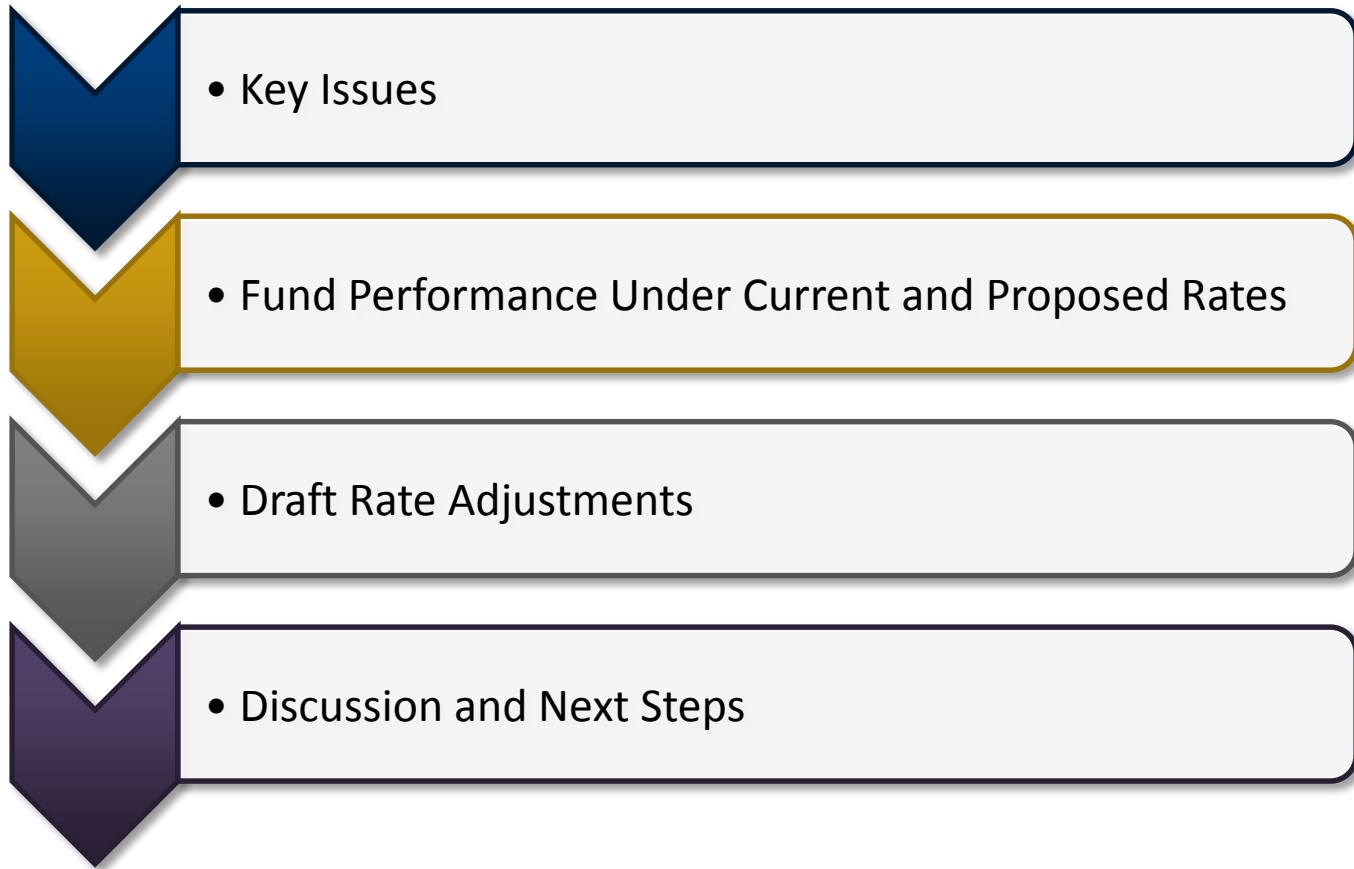 • Key Issues
• Fund Performance Under Current and Proposed Rates
• Draft Rate Adjustments
• Discussion and Next Steps